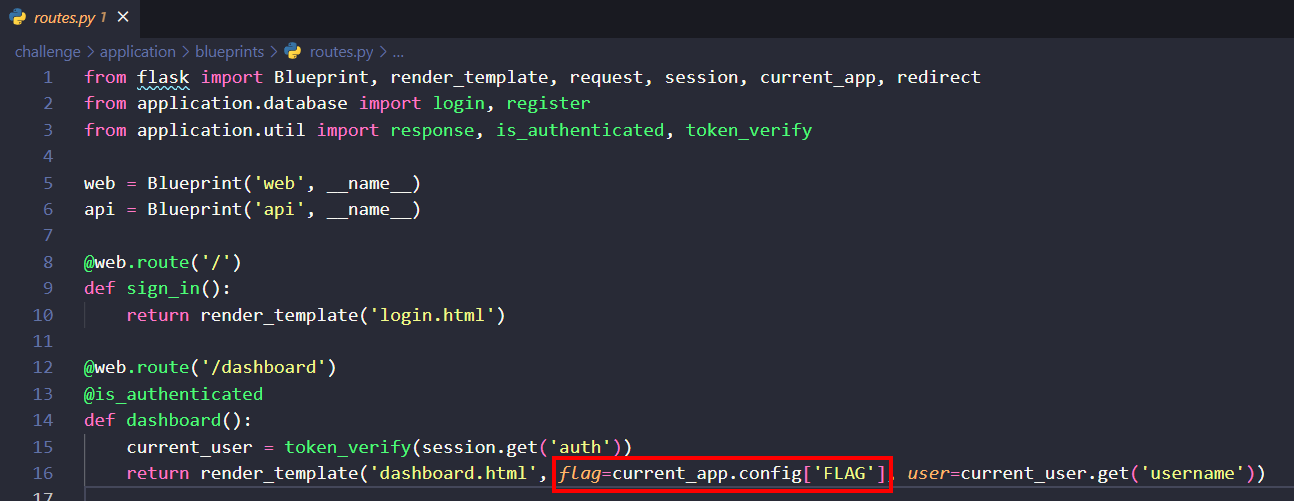 routes.py 1 ×
challenge > application > blueprints > routes.py > ...
1 from flask import Blueprint, render_template, request, session, current_app, redirect
2 from application.database import login, register
3 from application.util import response, is_authenticated, token_verify
4
5 web = Blueprint('web', __name__)
6 api = Blueprint('api', __name__)
7
8 @web.route('/')
9 def sign_in():
10     return render_template('login.html')
11
12 @web.route('/dashboard')
13 @is_authenticated
14 def dashboard():
15     current_user = token_verify(session.get('auth'))
16     return render_template('dashboard.html', flag=current_app.config['FLAG'], user=current_user.get('username'))
17